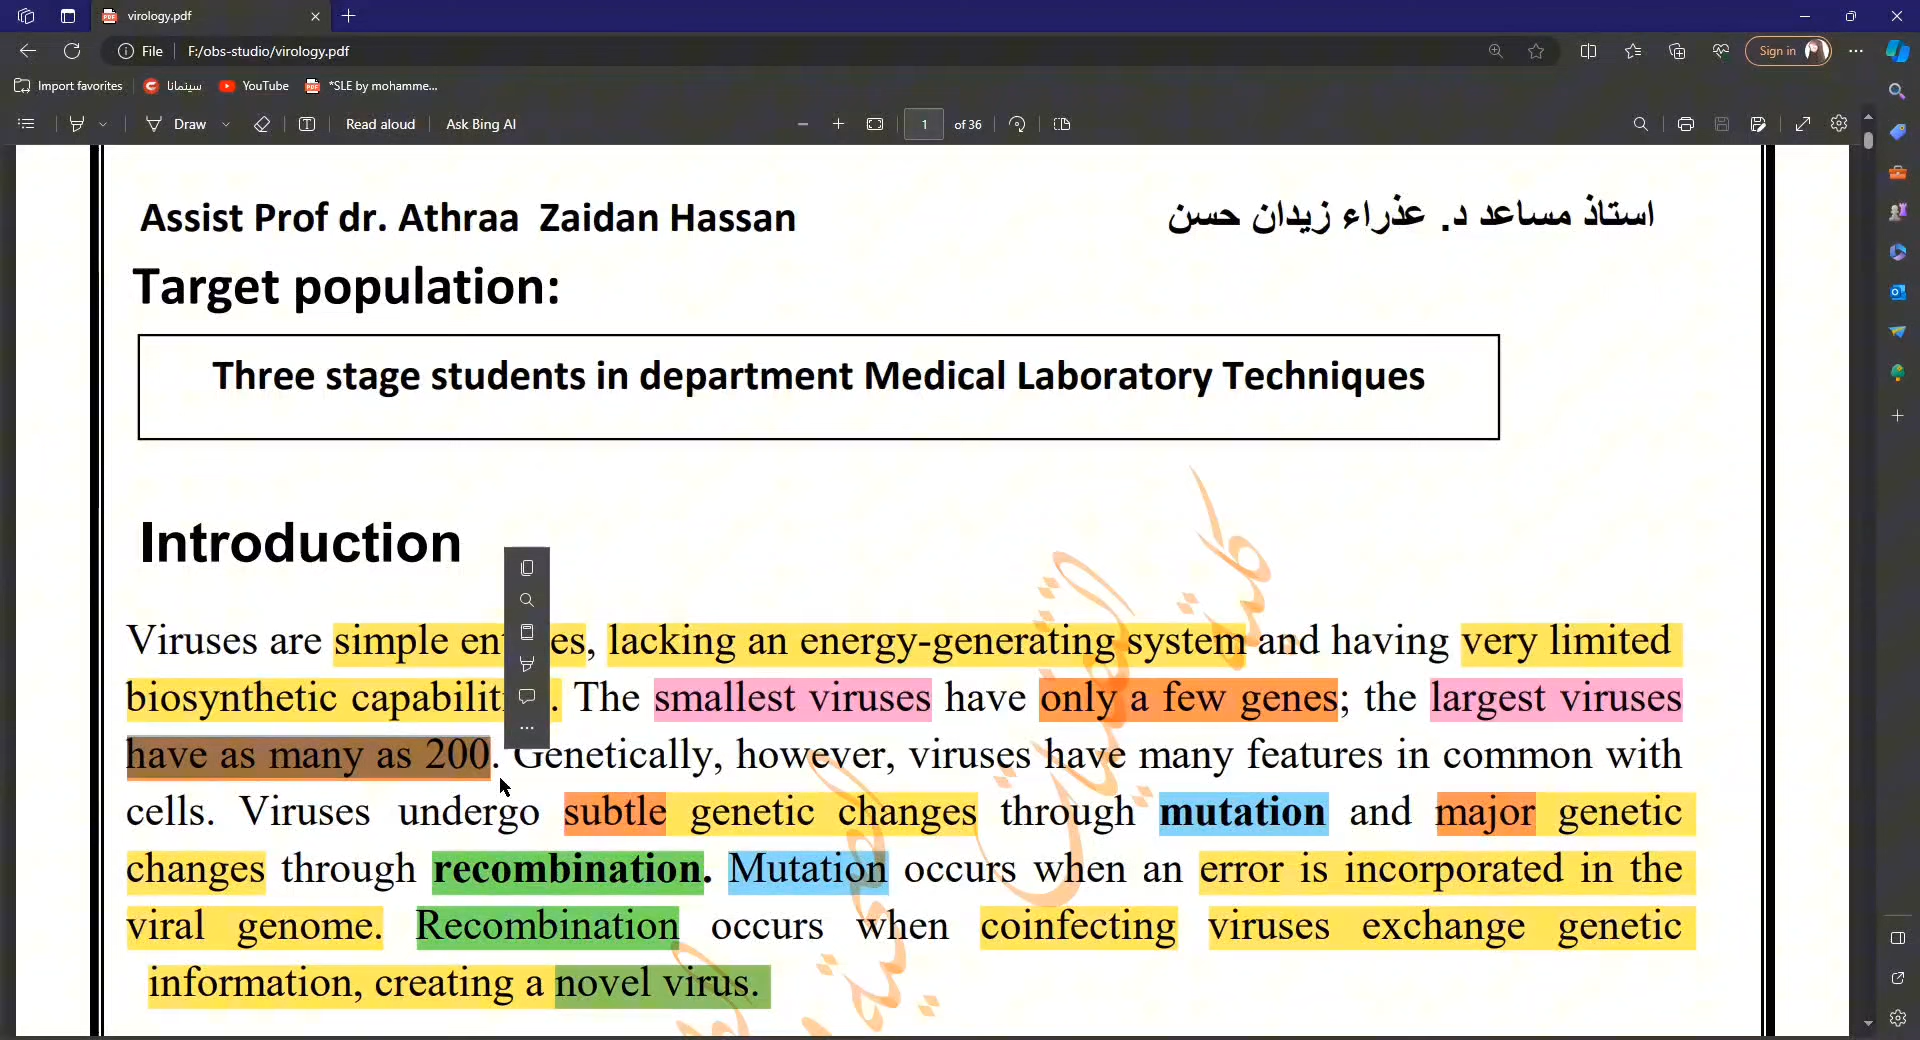 virology.pdf
File F:/obs-studio/virology.pdf Sign in
Import favorites سيمانا YouTube *SLE by mohamme...
Draw Read aloud Ask Bing AI 1 of 36
Assist Prof dr. Athraa Zaidan Hassan استاذ مساعد د. عذراء زيدان حسن
Target population:
Three stage students in department Medical Laboratory Techniques
Introduction
Viruses are simple ent es, lacking an energy-generating system and having very limited
biosynthetic capabilit . The smallest viruses have only a few genes; the largest viruses
have as many as 200. Genetically, however, viruses have many features in common with
cells. Viruses undergo subtle genetic changes through mutation and major genetic
changes through recombination. Mutation occurs when an error is incorporated in the
viral genome. Recombination occurs when coinfecting viruses exchange genetic
information, creating a novel virus.